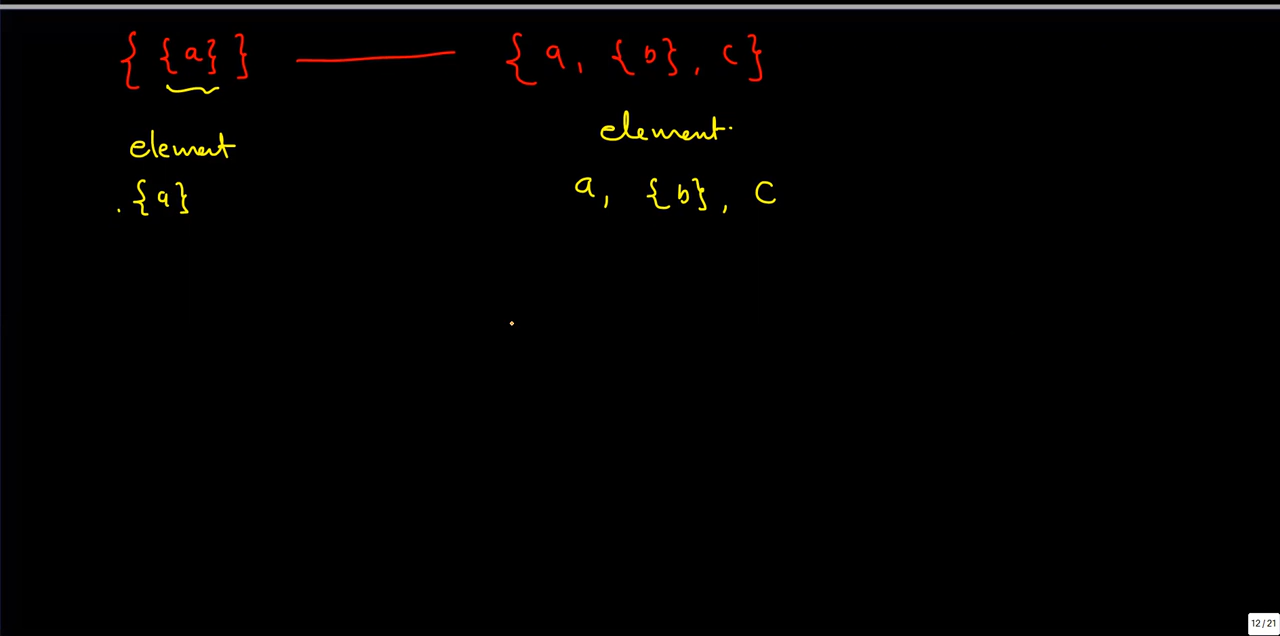 { {a} } —— { a, {b}, c }
element element.
. {a} a, {b}, c
12/21